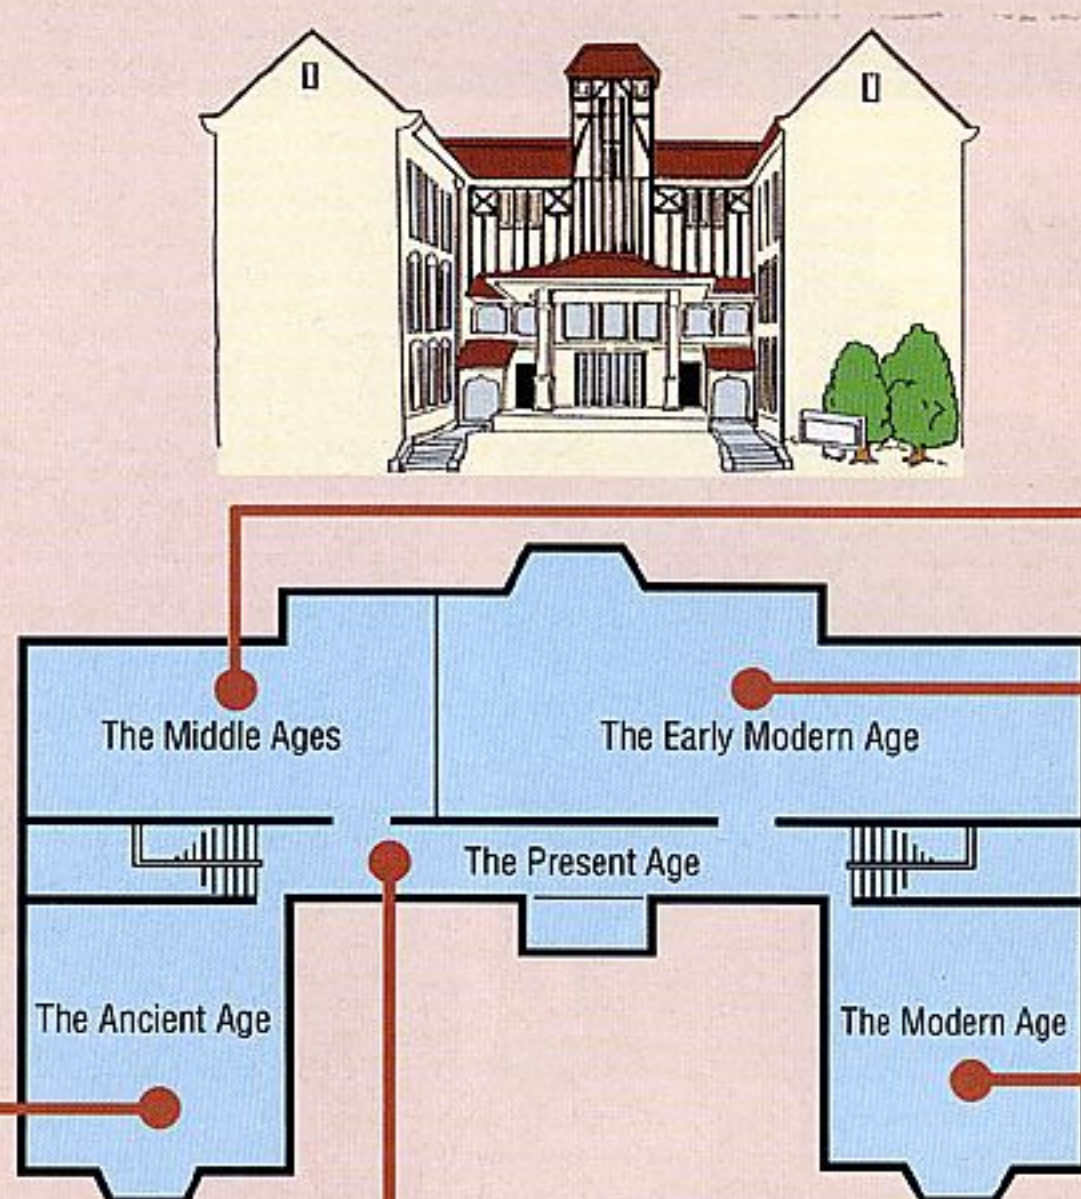 The Middle Ages
The Early Modern Age
The Present Age
The Ancient Age
The Modern Age